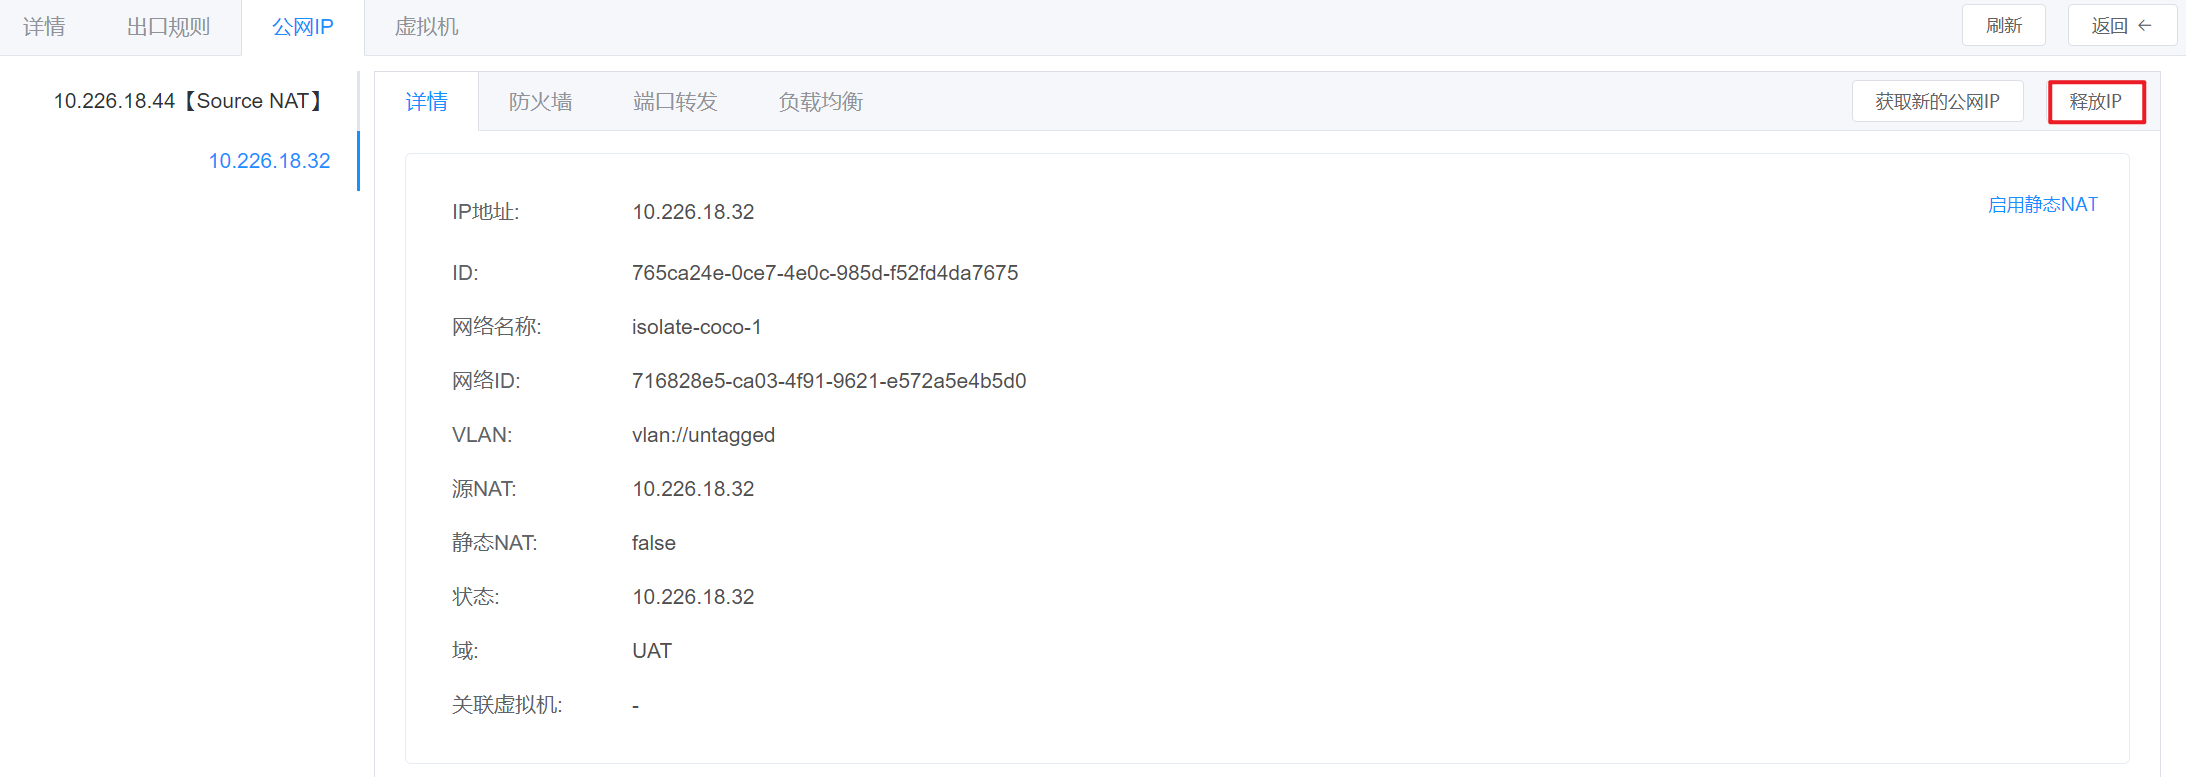 详情 出口规则 公网IP 虚拟机 刷新 返回 ←
10.226.18.44【Source NAT】
10.226.18.32
详情 防火墙 端口转发 负载均衡 获取新的公网IP 释放IP
启用静态NAT
IP地址: 10.226.18.32
ID: 765ca24e-0ce7-4e0c-985d-f52fd4da7675
网络名称: isolate-coco-1
网络ID: 716828e5-ca03-4f91-9621-e572a5e4b5d0
VLAN: vlan://untagged
源NAT: 10.226.18.32
静态NAT: false
状态: 10.226.18.32
域: UAT
关联虚拟机: -